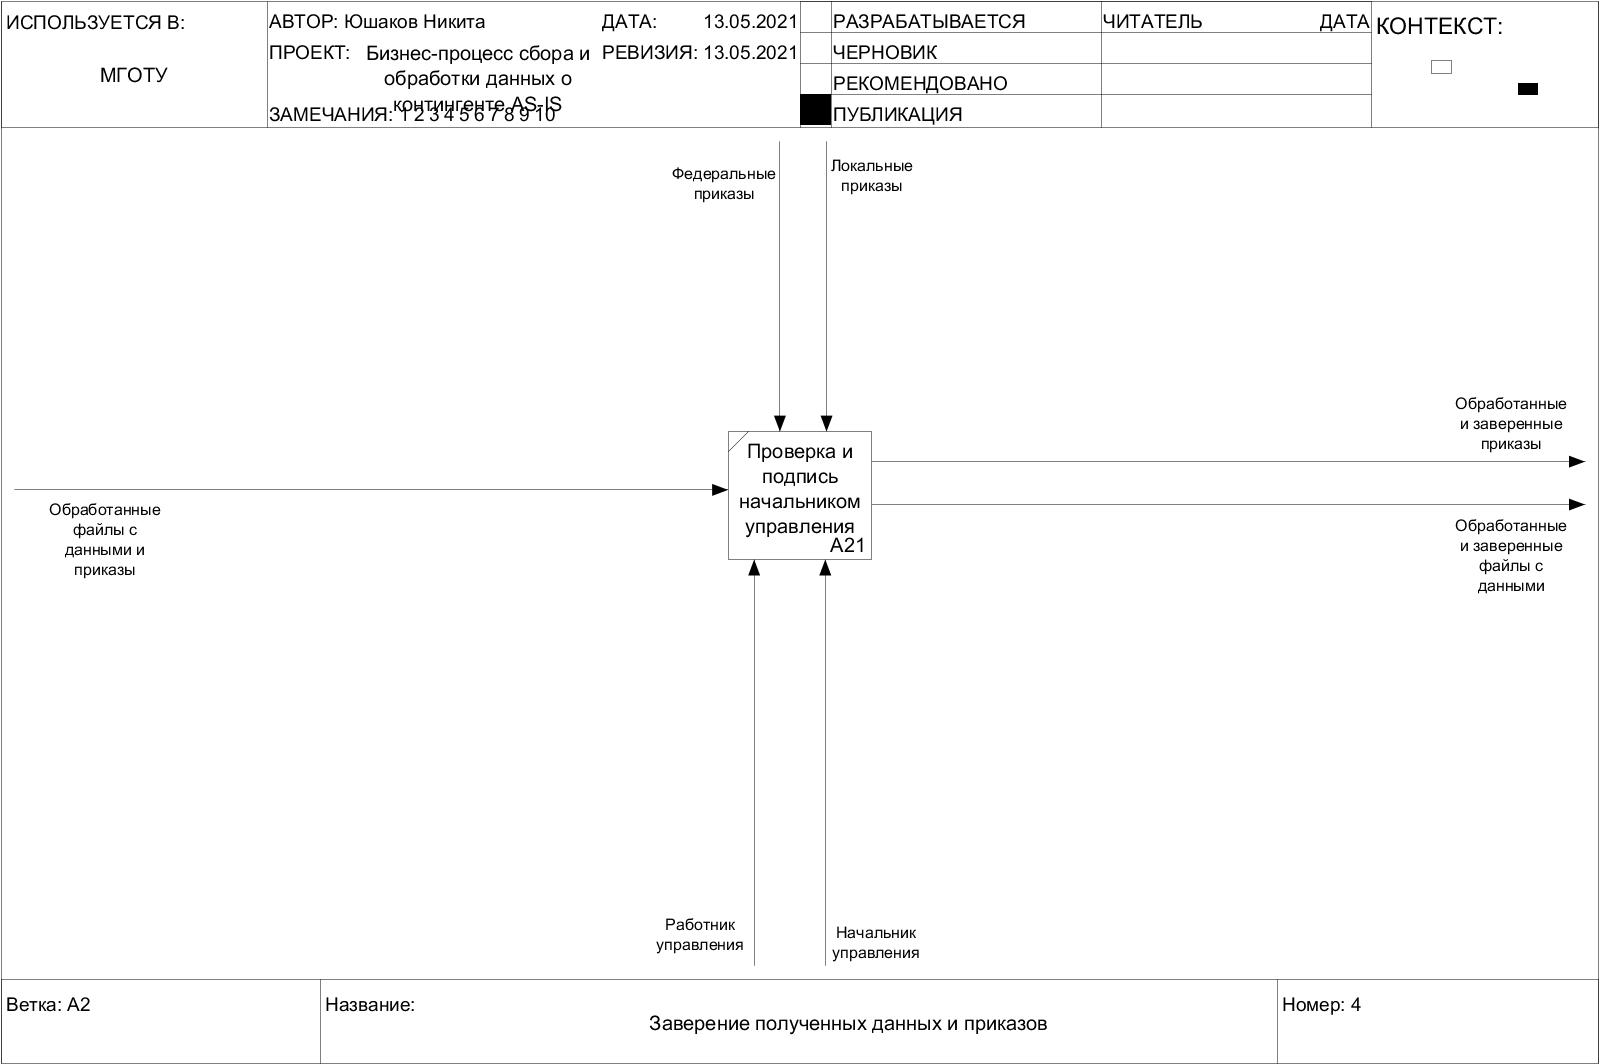 ИСПОЛЬЗУЕТСЯ В:
МГОТУ
АВТОР: Юшаков Никита
ДАТА: 13.05.2021
ПРОЕКТ: Бизнес-процесс сбора и
обработки данных о
контингенте AS-IS
РЕВИЗИЯ: 13.05.2021
ЗАМЕЧАНИЯ: 1 2 3 4 5 6 7 8 9 10
РАЗРАБАТЫВАЕТСЯ
ЧЕРНОВИК
РЕКОМЕНДОВАНО
ПУБЛИКАЦИЯ
ЧИТАТЕЛЬ ДАТА
КОНТЕКСТ:
Федеральные
приказы
Локальные
приказы
Обработанные
файлы с
данными и
приказы
Проверка и
подпись
начальником
управления
A21
Обработанные
и заверенные
приказы
Обработанные
и заверенные
файлы с
данными
Работник
управления
Начальник
управления
Ветка: A2
Название:
Заверение полученных данных и приказов
Номер: 4